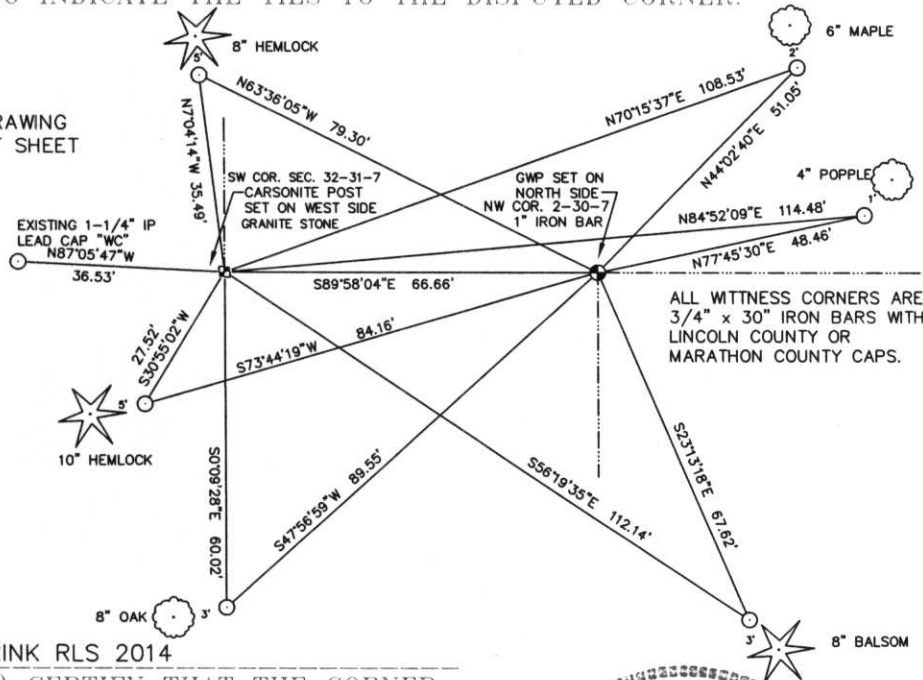 O INDICATE THE TIES TO THE DISPUTED CORNER.
8" HEMLOCK
6" MAPLE
5'
2'
N63°36'05"W 79.30'
N70°15'37"E 108.53'
RAWING
SHEET
N7°04'14"W 35.49'
N44°02'40"E 51.05'
SW COR. SEC. 32-31-7
CARSONITE POST
SET ON WEST SIDE
GRANITE STONE
GWP SET ON
NORTH SIDE
NW COR. 2-30-7
1" IRON BAR
4" POPPLE
1'
N84°52'09"E 114.48'
EXISTING 1-1/4" IP
LEAD CAP "WC"
N87°05'47"W
36.53'
N77°45'30"E 48.46'
S89°58'04"E 66.66'
ALL WITTNESS CORNERS ARE
3/4" x 30" IRON BARS WITH
LINCOLN COUNTY OR
MARATHON COUNTY CAPS.
27.52'
S30°55'02"W
S73°44'19"W 84.16'
5'
10" HEMLOCK
S0°09'28"E 60.02'
S47°56'59"W 89.55'
S56°19'35"E 112.14'
S23°13'18"E 67.62'
8" OAK
3'
3'
8" BALSOM
INK RLS 2014
CERTIFY THAT THE CORNER